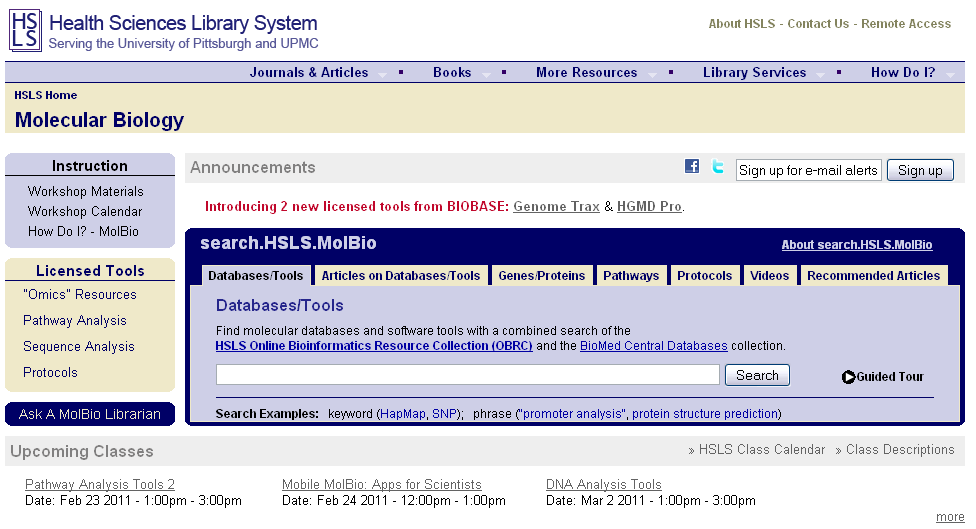 HS
LS
Health Sciences Library System
Serving the University of Pittsburgh and UPMC
About HSLS - Contact Us - Remote Access
Journals & Articles Books More Resources Library Services How Do I?
HSLS Home
Molecular Biology
Instruction
Workshop Materials
Workshop Calendar
How Do I? - MolBio
Licensed Tools
"Omics" Resources
Pathway Analysis
Sequence Analysis
Protocols
Ask A MolBio Librarian
Announcements
Sign up for e-mail alerts Sign up
Introducing 2 new licensed tools from BIOBASE: Genome Trax & HGMD Pro.
search.HSLS.MolBio
About search.HSLS.MolBio
Databases/Tools Articles on Databases/Tools Genes/Proteins Pathways Protocols Videos Recommended Articles
Databases/Tools
Find molecular databases and software tools with a combined search of the
HSLS Online Bioinformatics Resource Collection (OBRC) and the BioMed Central Databases collection.
Search
Guided Tour
Search Examples: keyword (HapMap, SNP); phrase ("promoter analysis", protein structure prediction)
Upcoming Classes
» HSLS Class Calendar » Class Descriptions
Pathway Analysis Tools 2
Date: Feb 23 2011 - 1:00pm - 3:00pm
Mobile MolBio: Apps for Scientists
Date: Feb 24 2011 - 12:00pm - 1:00pm
DNA Analysis Tools
Date: Mar 2 2011 - 1:00pm - 3:00pm
more